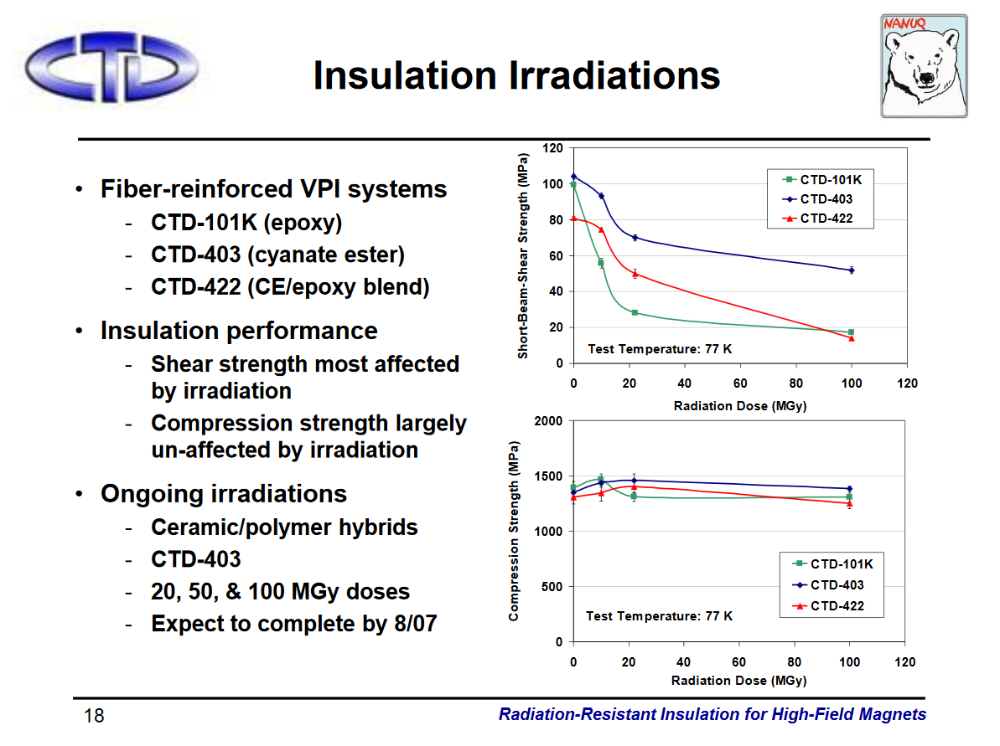 CTD
NANUQ
Insulation Irradiations
• Fiber-reinforced VPI systems
- CTD-101K (epoxy)
- CTD-403 (cyanate ester)
- CTD-422 (CE/epoxy blend)
• Insulation performance
- Shear strength most affected
by irradiation
- Compression strength largely
un-affected by irradiation
• Ongoing irradiations
- Ceramic/polymer hybrids
- CTD-403
- 20, 50, & 100 MGy doses
- Expect to complete by 8/07
Short-Beam-Shear Strength (MPa)
120
100
80
60
40
20
0
CTD-101K
CTD-403
CTD-422
Test Temperature: 77 K
0 20 40 60 80 100 120
Radiation Dose (MGy)
Compression Strength (MPa)
2000
1500
1000
500
0
CTD-101K
CTD-403
CTD-422
Test Temperature: 77 K
0 20 40 60 80 100 120
Radiation Dose (MGy)
18
Radiation-Resistant Insulation for High-Field Magnets